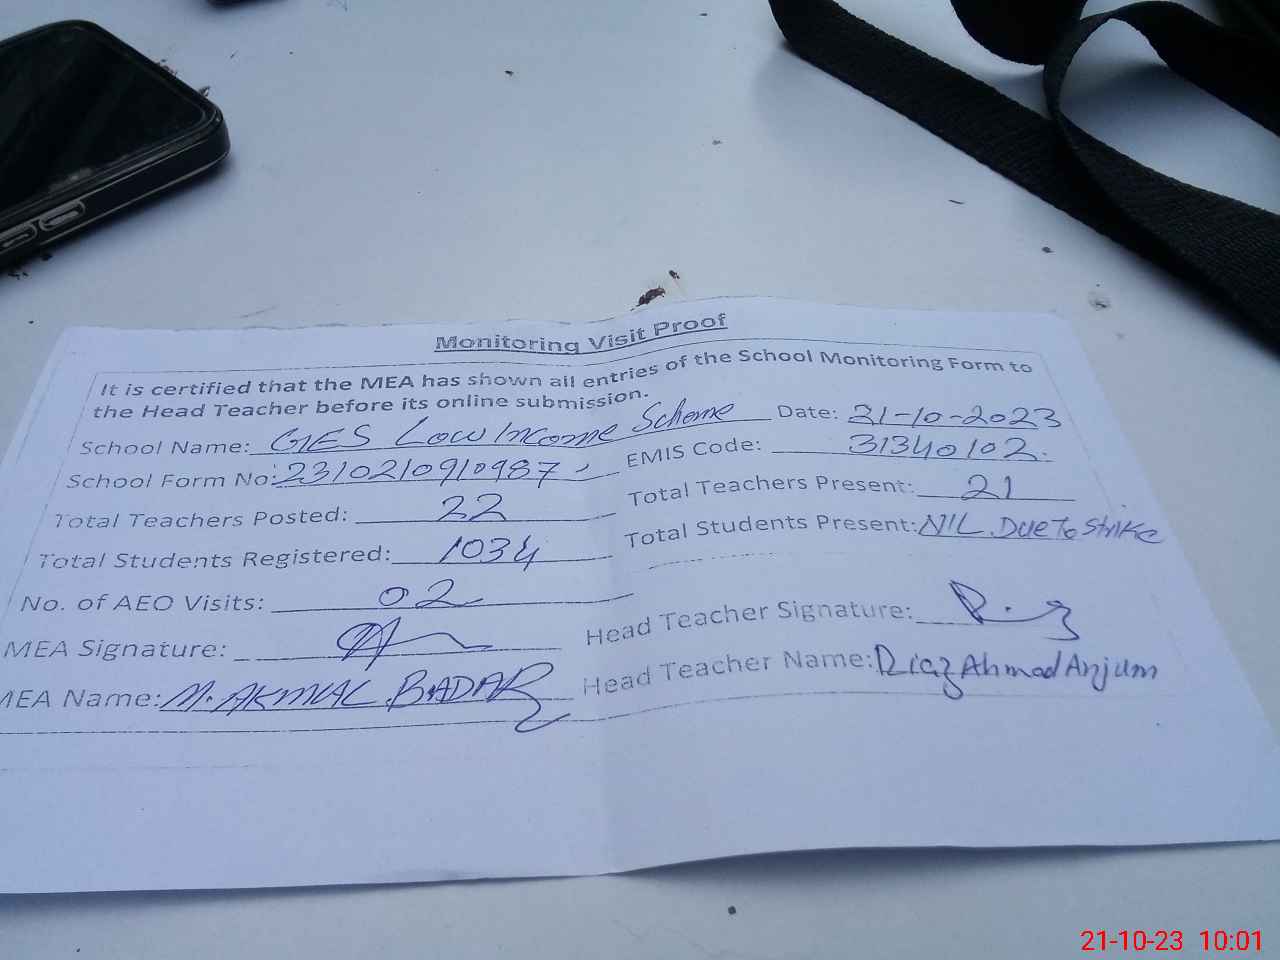 Monitoring Visit Proof
It is certified that the MEA has shown all entries of the School Monitoring Form to
the Head Teacher before its online submission.
School Name: GES Low Income Scheme Date: 21-10-2023
School Form No: 2310210910987 EMIS Code: 31340102
Total Teachers Posted: 22 Total Teachers Present: 21
Total Students Registered: 1034 Total Students Present: NIL. Due To Strike
No. of AEO Visits: 02
MEA Signature: Head Teacher Signature:
MEA Name: M. AKMAL BADAR Head Teacher Name: Riaz Ahmad Anjum
21-10-23 10:01